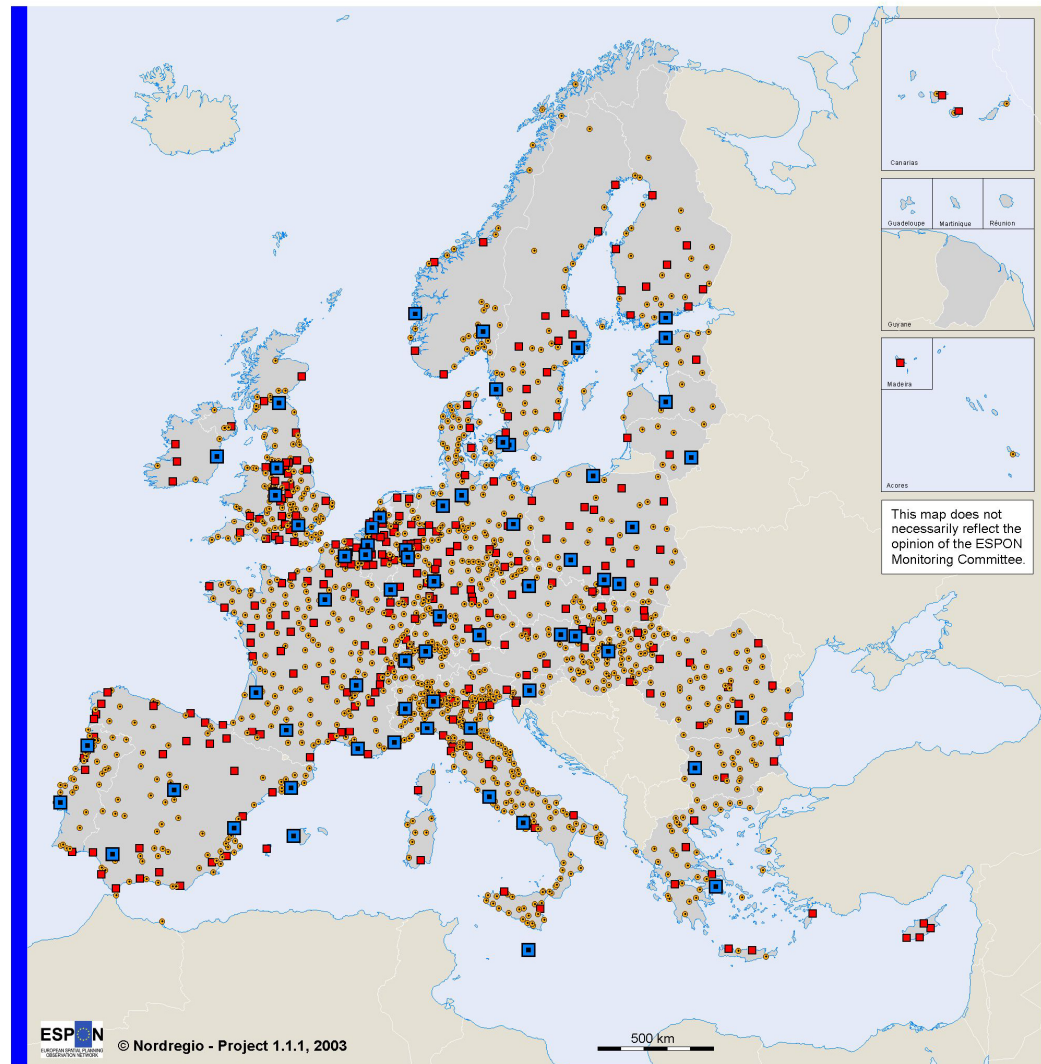 Canarias
Guadeloupe
Martinique
Réunion
Guyane
Madeira
Acores
This map does not
necessarily reflect the
opinion of the ESPON
Monitoring Committee.
500 km
ESPON
EUROPEAN SPATIAL PLANNING
OBSERVATION NETWORK
© Nordregio - Project 1.1.1, 2003